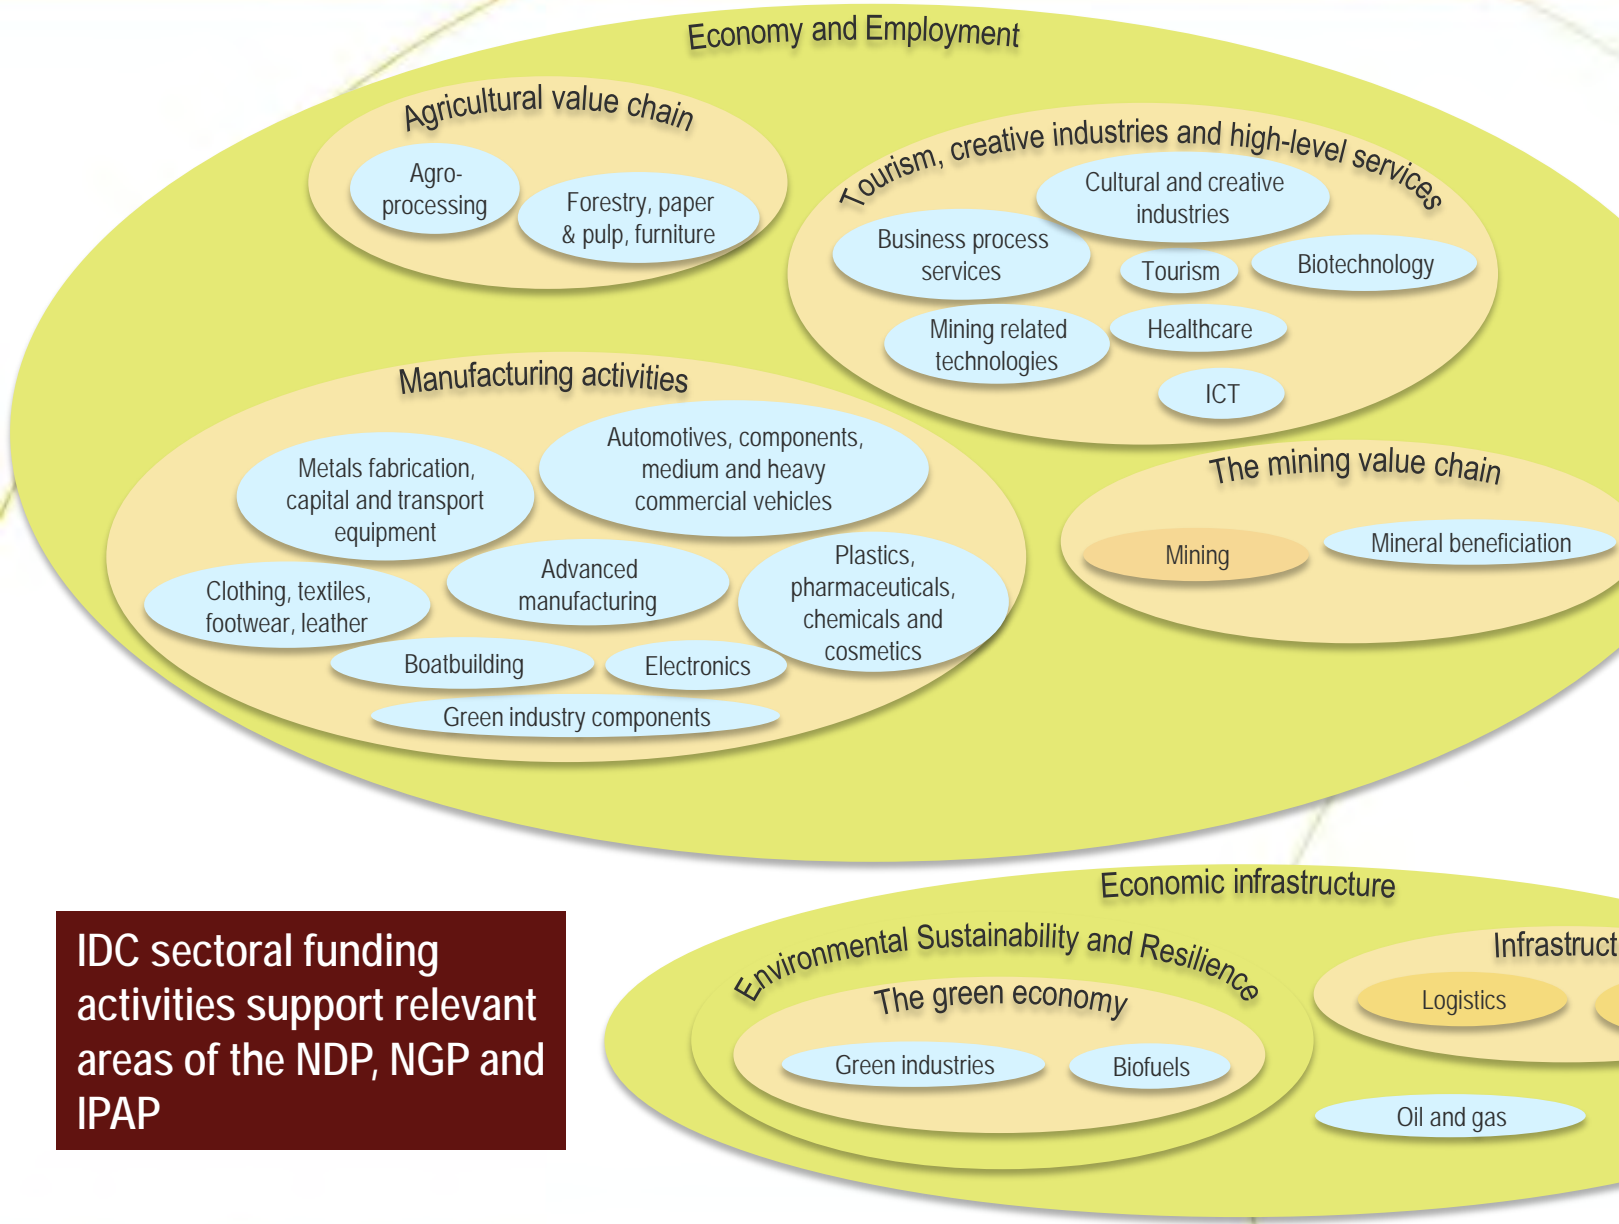 Economy and Employment
Agricultural value chain
Agro-
processing
Forestry, paper
& pulp, furniture
Tourism, creative industries and high-level services
Cultural and creative
industries
Business process
services
Tourism
Biotechnology
Mining related
technologies
Healthcare
ICT
Manufacturing activities
Metals fabrication,
capital and transport
equipment
Automotives, components,
medium and heavy
commercial vehicles
Clothing, textiles,
footwear, leather
Advanced
manufacturing
Plastics,
pharmaceuticals,
chemicals and
cosmetics
Boatbuilding
Electronics
Green industry components
The mining value chain
Mining
Mineral beneficiation
IDC sectoral funding
activities support relevant
areas of the NDP, NGP and
IPAP
Economic infrastructure
Environmental Sustainability and Resilience
The green economy
Green industries
Biofuels
Infrastruct
Logistics
Oil and gas